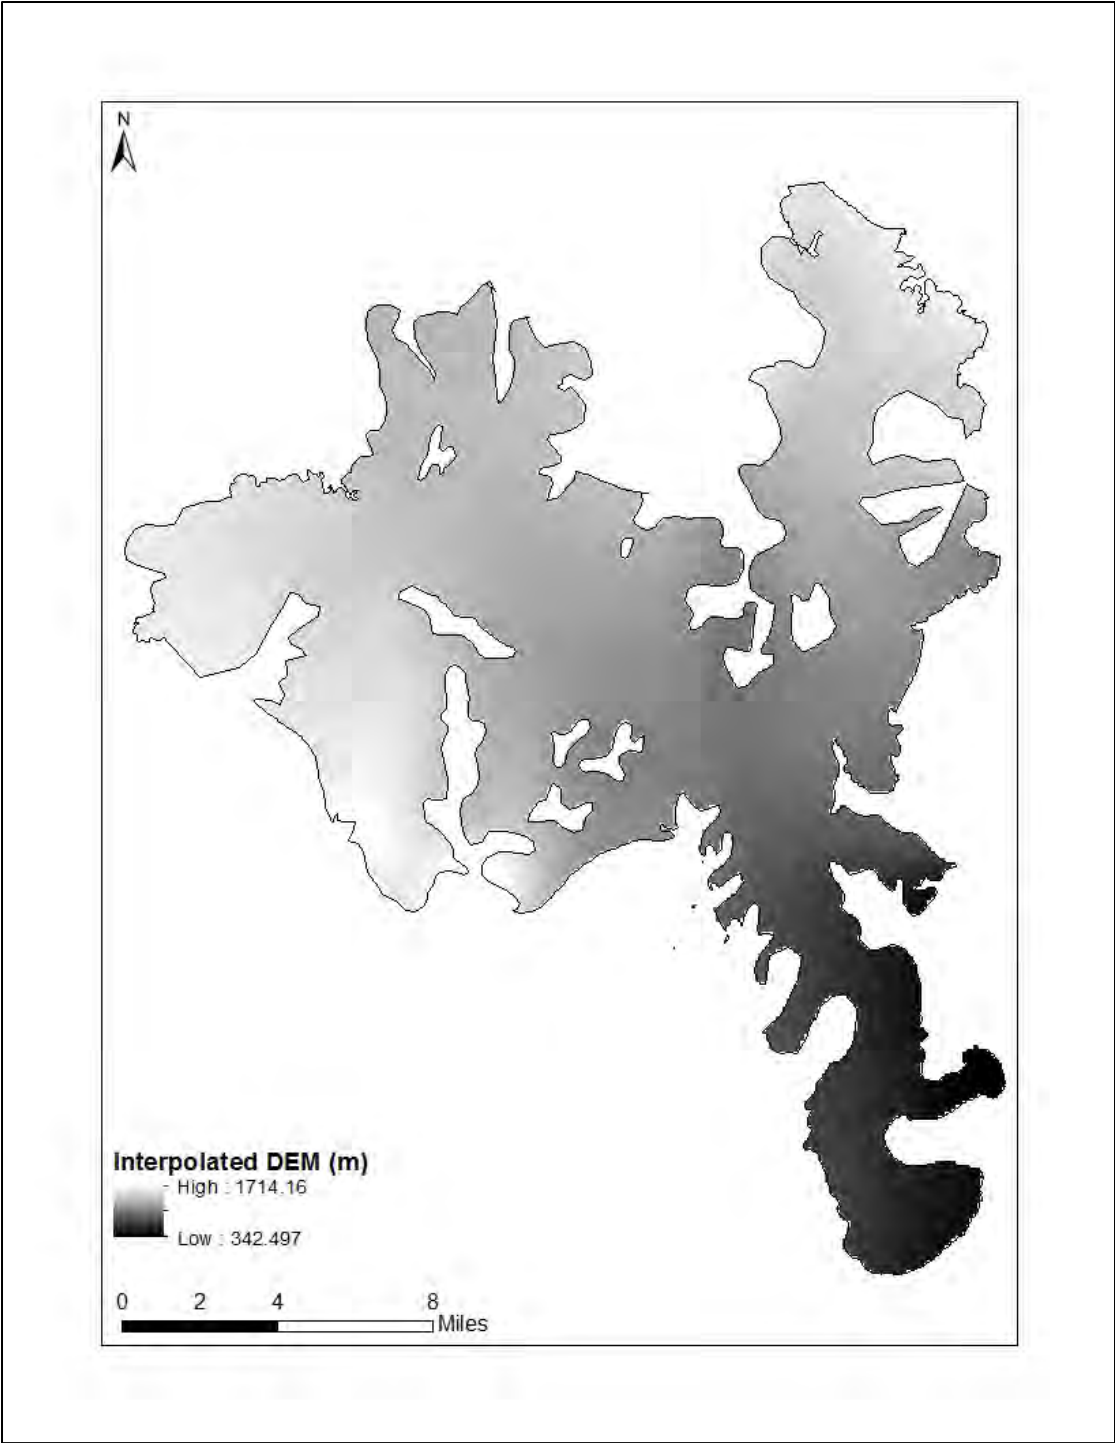 N
Interpolated DEM (m)
High : 1714.16
Low : 342.497
0 2 4 8
Miles